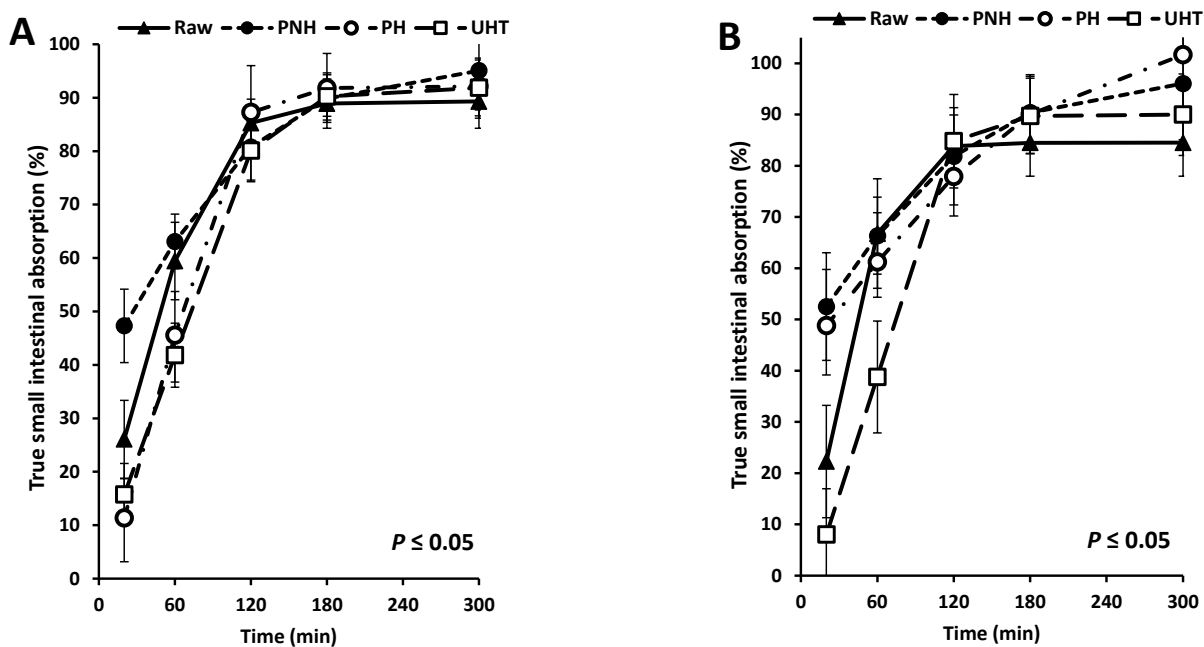 A
Raw PNH PH UHT
True small intestinal absorption (%)
100
90
80
70
60
50
40
30
20
10
0
P ≤ 0.05
0 60 120 180 240 300
Time (min)
B
Raw PNH PH UHT
True small intestinal absorption (%)
100
90
80
70
60
50
40
30
20
10
0
P ≤ 0.05
0 60 120 180 240 300
Time (min)